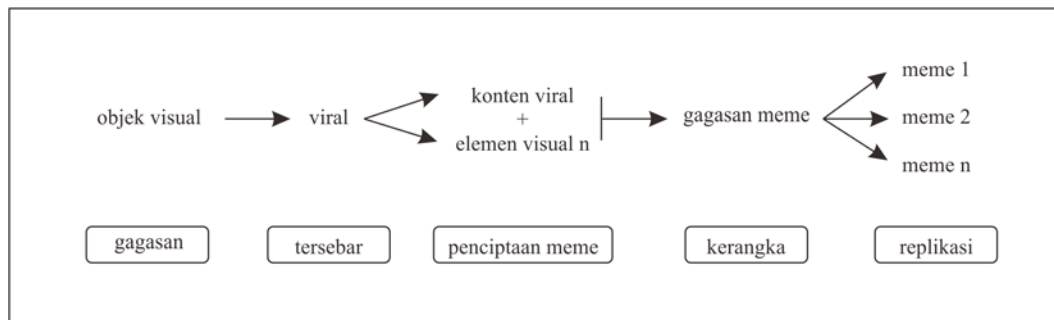 objek visual
viral
konten viral
+
elemen visual n
gagasan meme
meme 1
meme 2
meme n
gagasan
tersebar
penciptaan meme
kerangka
replikasi